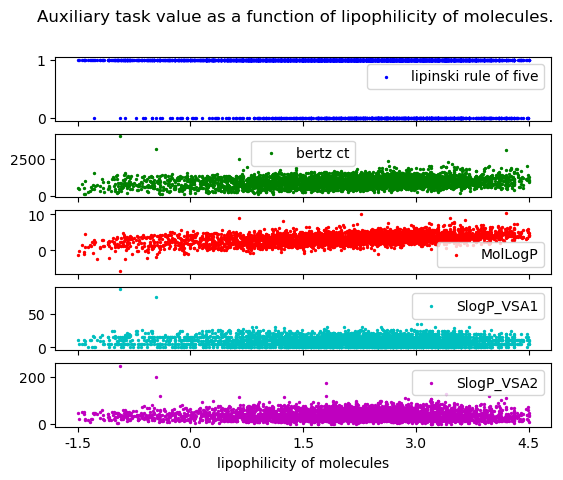 Auxiliary task value as a function of lipophilicity of molecules.
1
lipinski rule of five
0
bertz ct
2500
0
10
0
MolLogP
SlogP_VSA1
50
0
SlogP_VSA2
200
0
-1.5 0.0 1.5 3.0 4.5
lipophilicity of molecules